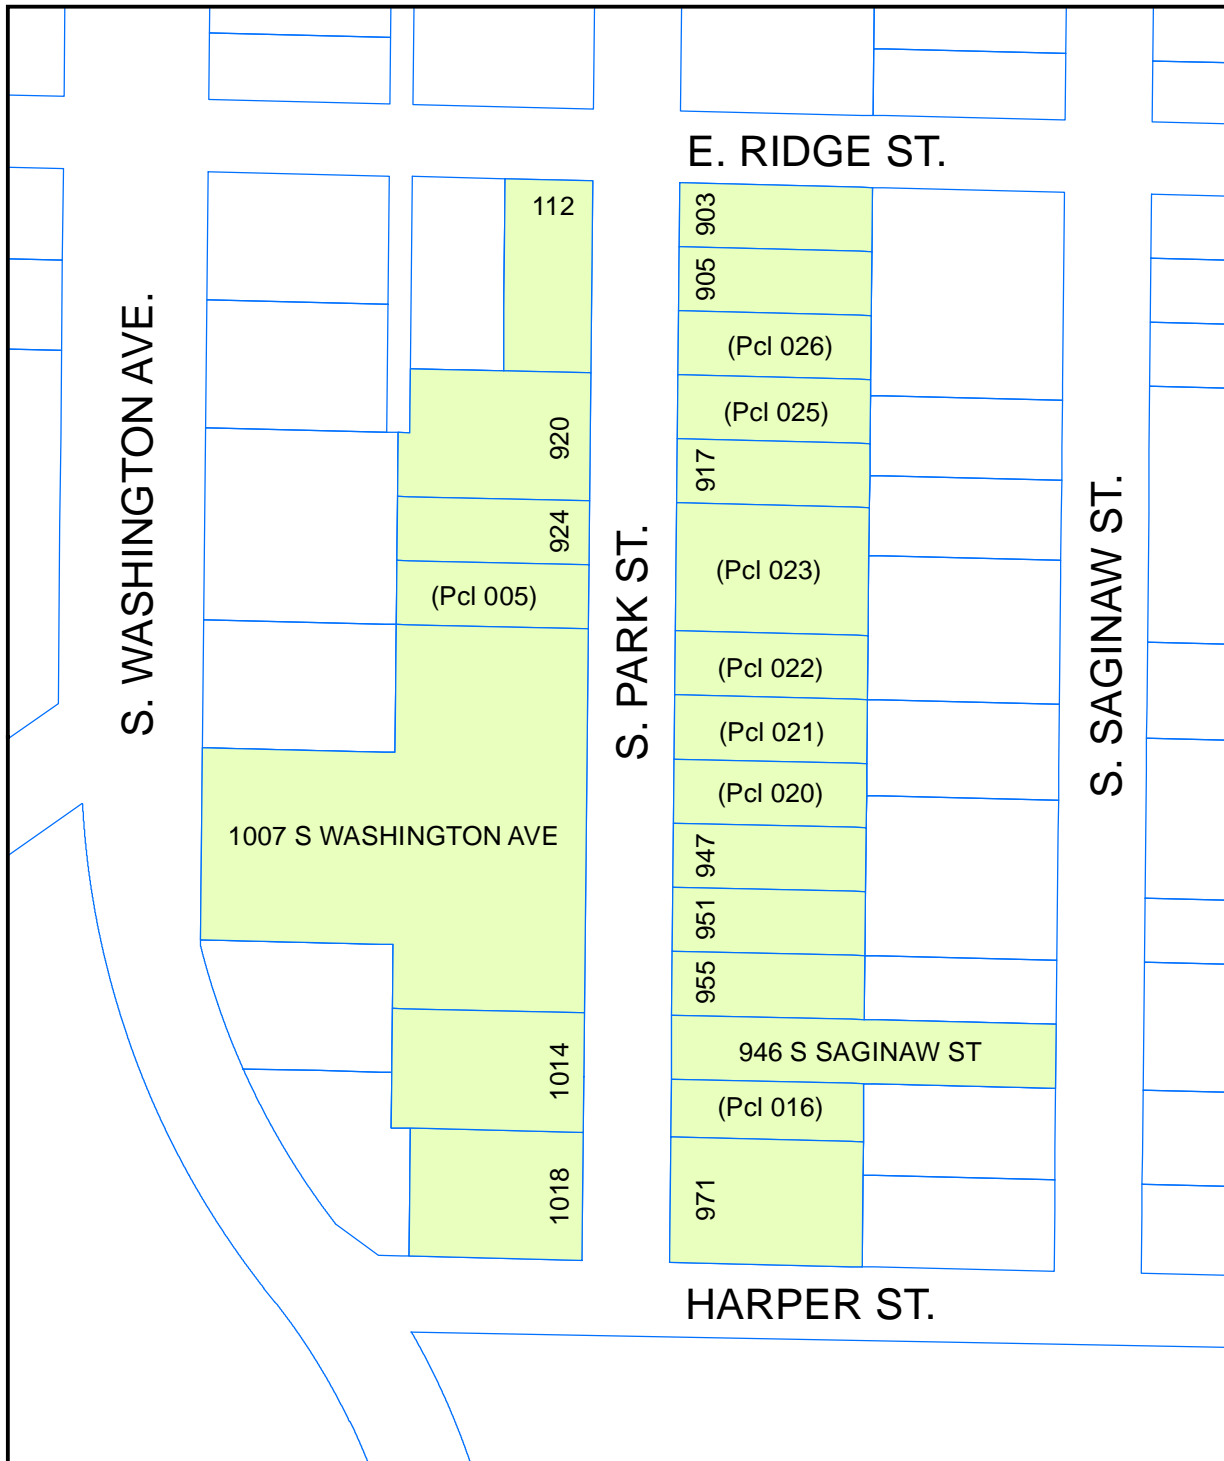 E. RIDGE ST.
112
903
905
(Pcl 026)
(Pcl 025)
920
917
924
(Pcl 005)
(Pcl 023)
S. WASHINGTON AVE.
S. PARK ST.
S. SAGINAW ST.
(Pcl 022)
(Pcl 021)
(Pcl 020)
1007 S WASHINGTON AVE
947
951
955
946 S SAGINAW ST
1014
(Pcl 016)
1018
971
HARPER ST.